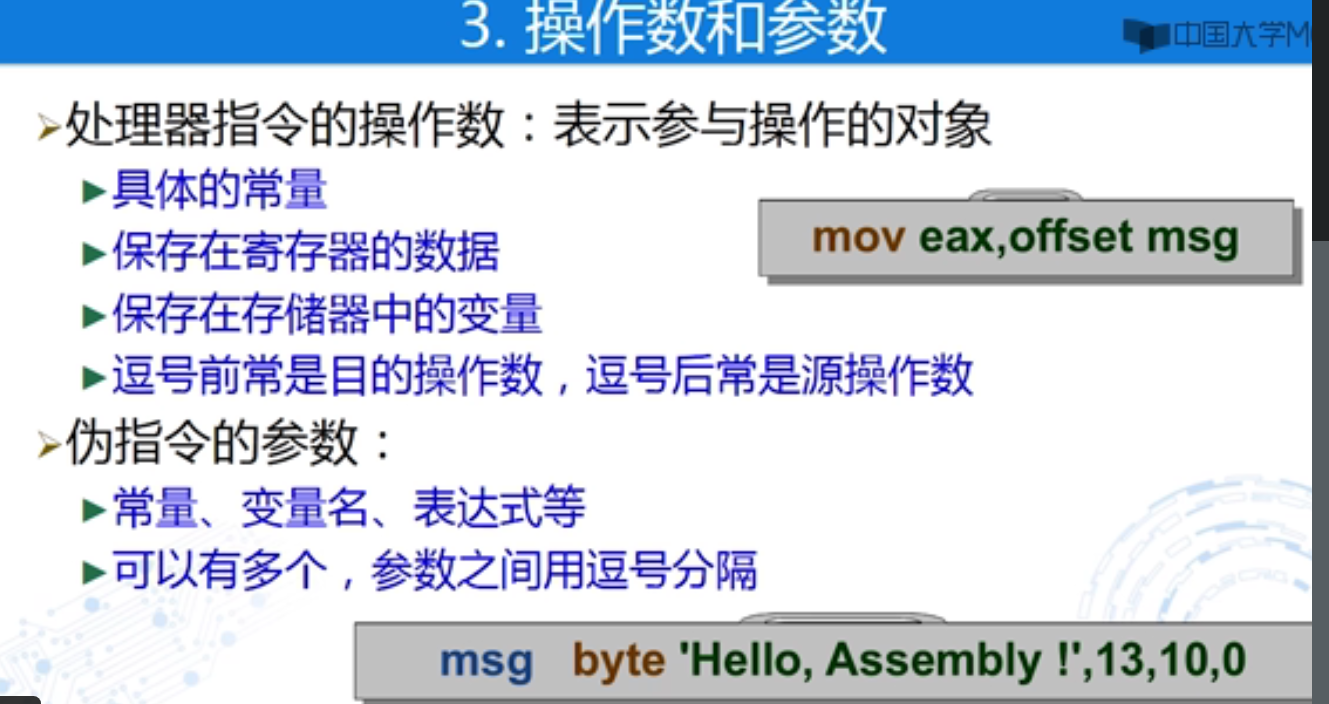 3. 操作数和参数
中国大学M
处理器指令的操作数：表示参与操作的对象
具体的常量
保存在寄存器的数据
mov eax,offset msg
保存在存储器中的变量
逗号前常是目的操作数，逗号后常是源操作数
伪指令的参数：
常量、变量名、表达式等
可以有多个，参数之间用逗号分隔
msg byte 'Hello, Assembly !',13,10,0